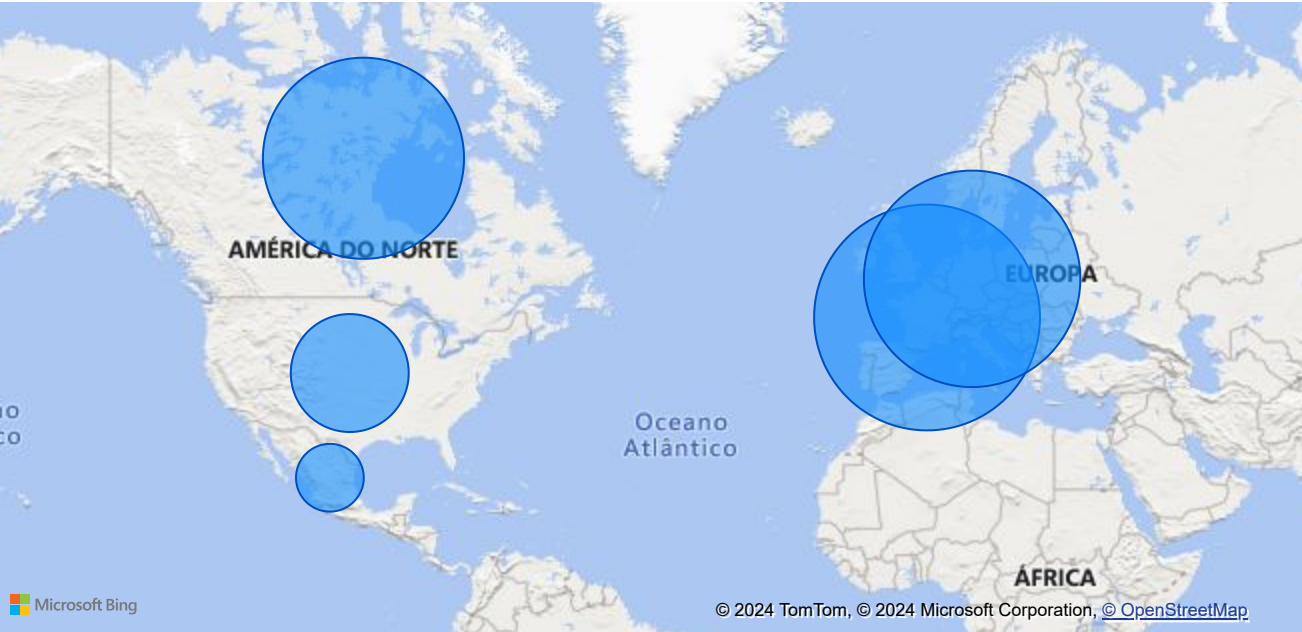 AMÉRICA DO NORTE
EUROPA
Oceano
Atlântico
ÁFRICA
Microsoft Bing
© 2024 TomTom, © 2024 Microsoft Corporation, © OpenStreetMap